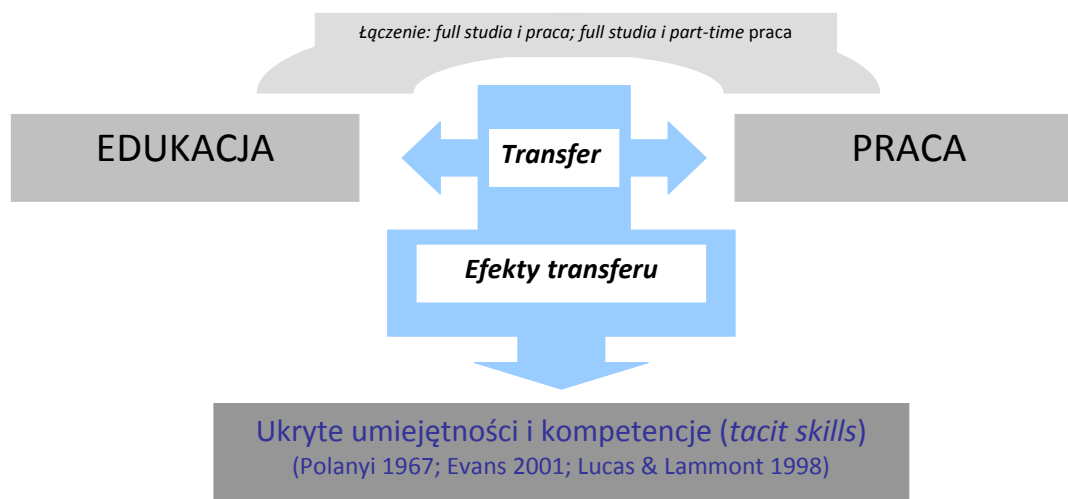 Łączenie: full studia i praca; full studia i part-time praca
EDUKACJA
Transfer
PRACA
Efekty transferu
Ukryte umiejętności i kompetencje (tacit skills)
(Polanyi 1967; Evans 2001; Lucas & Lammont 1998)